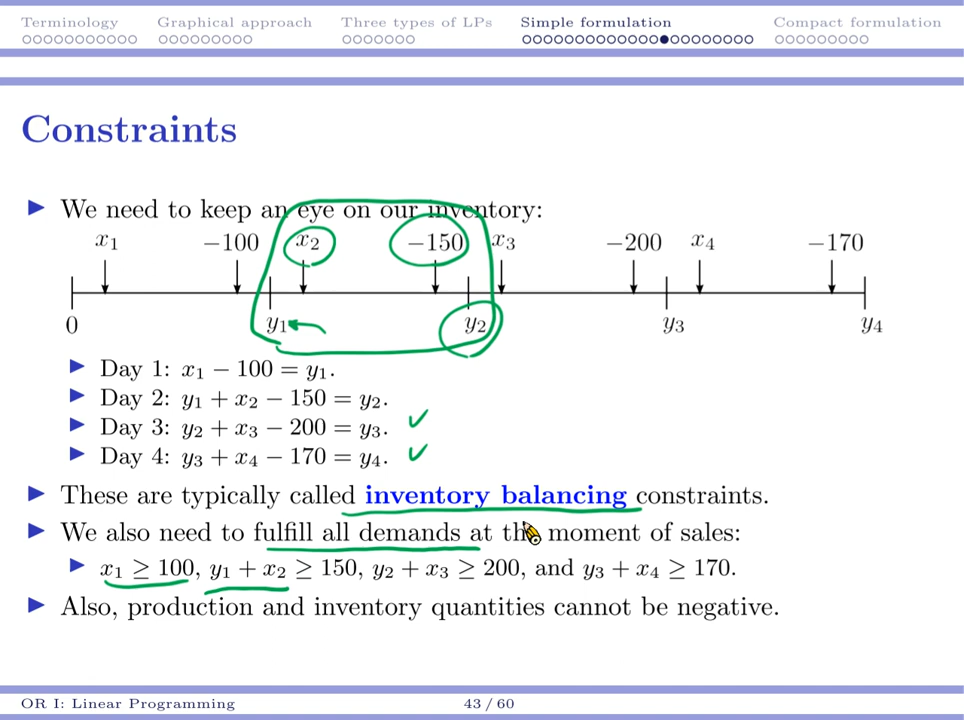 Terminology Graphical approach Three types of LPs Simple formulation Compact formulation
Constraints
▶ We need to keep an eye on our inventory:
x₁ −100 x₂ −150 x₃ −200 x₄ −170
0 y₁ y₂ y₃ y₄
▶ Day 1: x₁ − 100 = y₁.
▶ Day 2: y₁ + x₂ − 150 = y₂.
▶ Day 3: y₂ + x₃ − 200 = y₃.
▶ Day 4: y₃ + x₄ − 170 = y₄.
▶ These are typically called inventory balancing constraints.
▶ We also need to fulfill all demands at the moment of sales:
▶ x₁ ≥ 100, y₁ + x₂ ≥ 150, y₂ + x₃ ≥ 200, and y₃ + x₄ ≥ 170.
▶ Also, production and inventory quantities cannot be negative.
OR I: Linear Programming 43 / 60